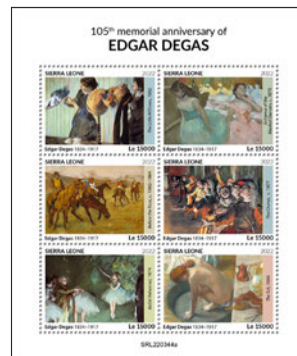 105th memorial anniversary of
EDGAR DEGAS
SIERRA LEONE 2022
Edgar Degas 1834-1917 Le 15000
SIERRA LEONE 2022
Edgar Degas 1834-1917 Le 15000
SIERRA LEONE 2022
Edgar Degas 1834-1917 Le 15000
SIERRA LEONE 2022
Edgar Degas 1834-1917 Le 15000
SIERRA LEONE 2022
Edgar Degas 1834-1917 Le 15000
SIERRA LEONE 2022
Edgar Degas 1834-1917 Le 15000
SRL220344a